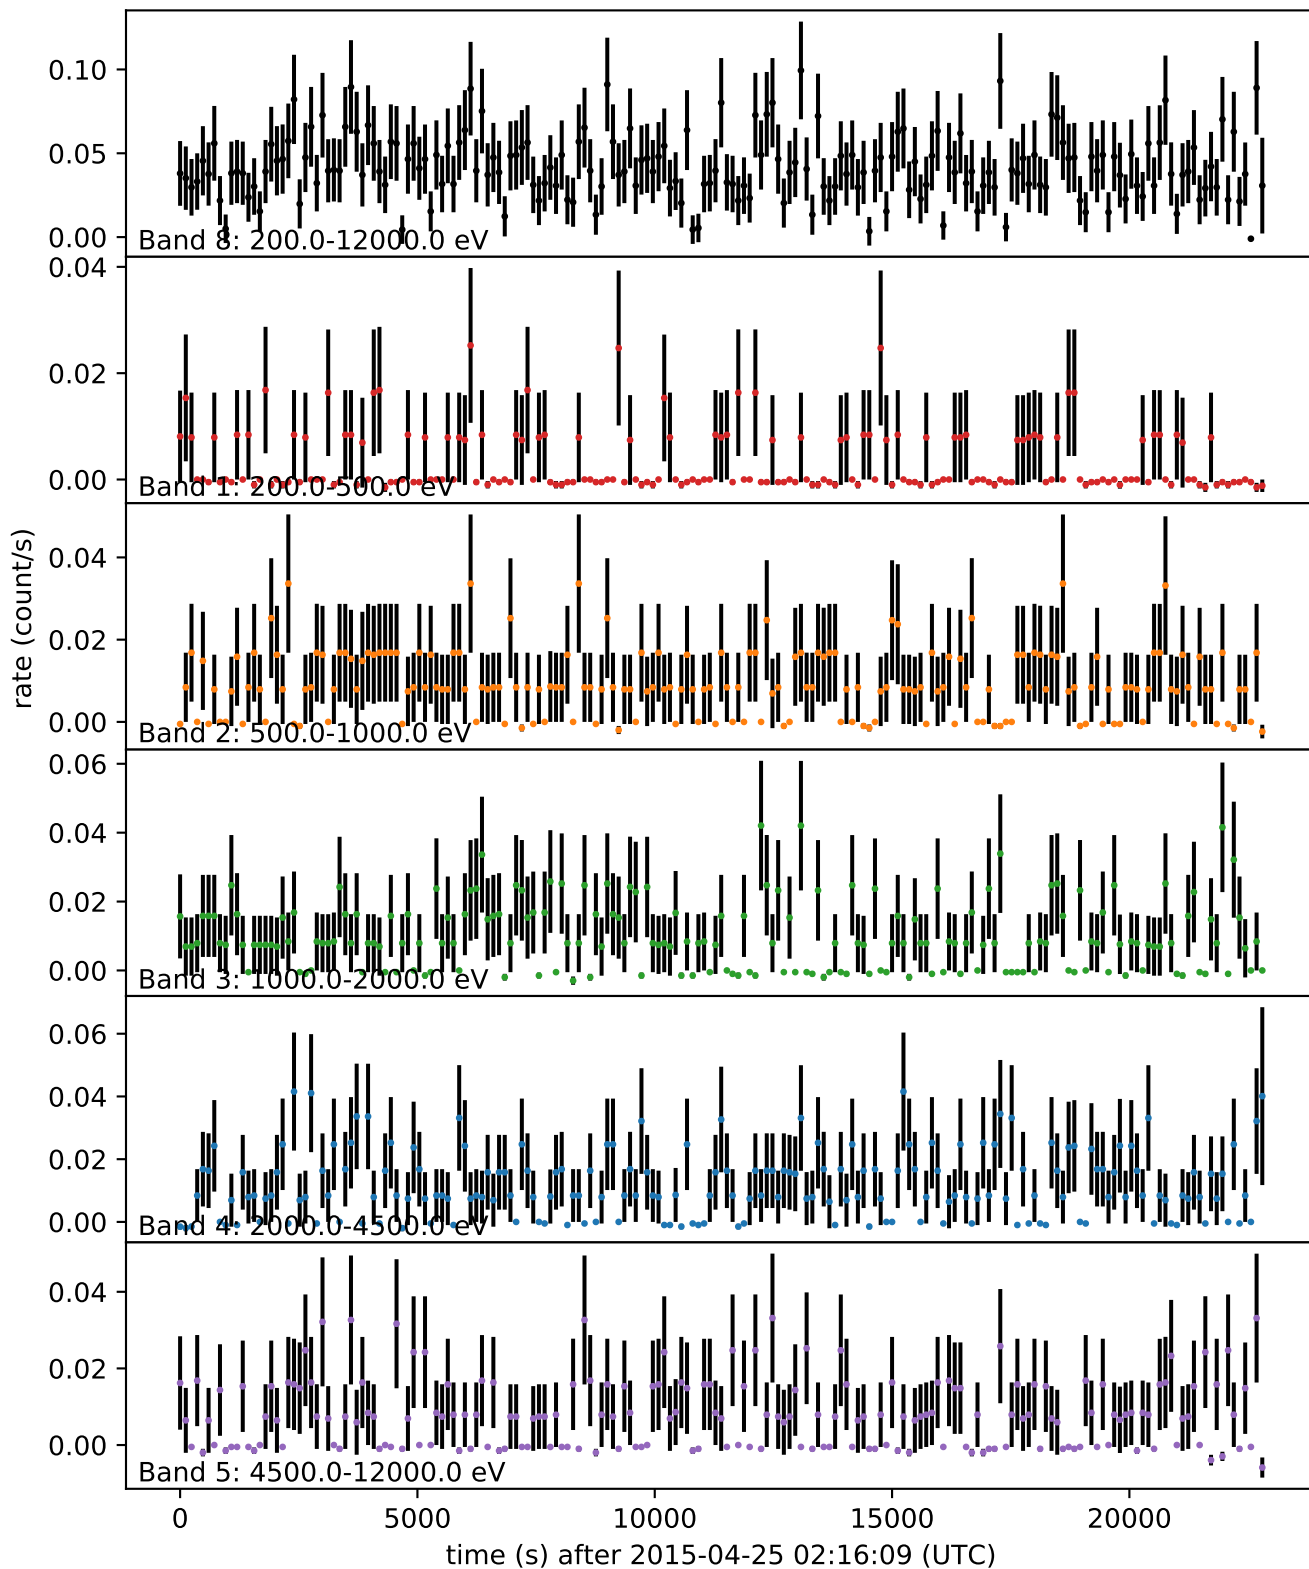 0.10
0.05
0.00
Band 8: 200.0-12000.0 eV
0.04
0.02
0.00
Band 1: 200.0-500.0 eV
0.04
0.02
0.00
Band 2: 500.0-1000.0 eV
rate (count/s)
0.06
0.04
0.02
0.00
Band 3: 1000.0-2000.0 eV
0.06
0.04
0.02
0.00
Band 4: 2000.0-4500.0 eV
0.04
0.02
0.00
Band 5: 4500.0-12000.0 eV
0 5000 10000 15000 20000
time (s) after 2015-04-25 02:16:09 (UTC)